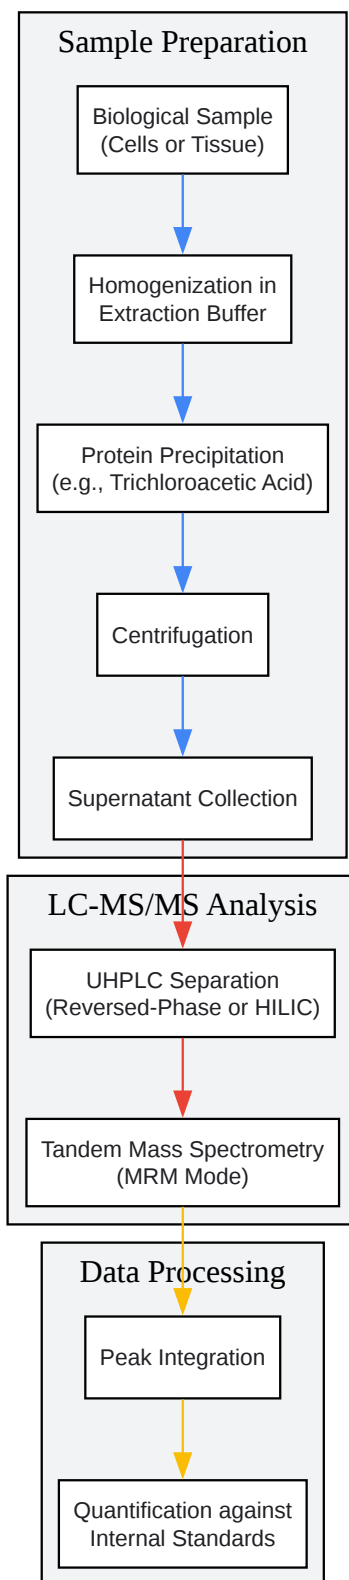 Sample Preparation
Biological Sample
(Cells or Tissue)
Homogenization in
Extraction Buffer
Protein Precipitation
(e.g., Trichloroacetic Acid)
Centrifugation
Supernatant Collection
LC-MS/MS Analysis
UHPLC Separation
(Reversed-Phase or HILIC)
Tandem Mass Spectrometry
(MRM Mode)
Data Processing
Peak Integration
Quantification against
Internal Standards